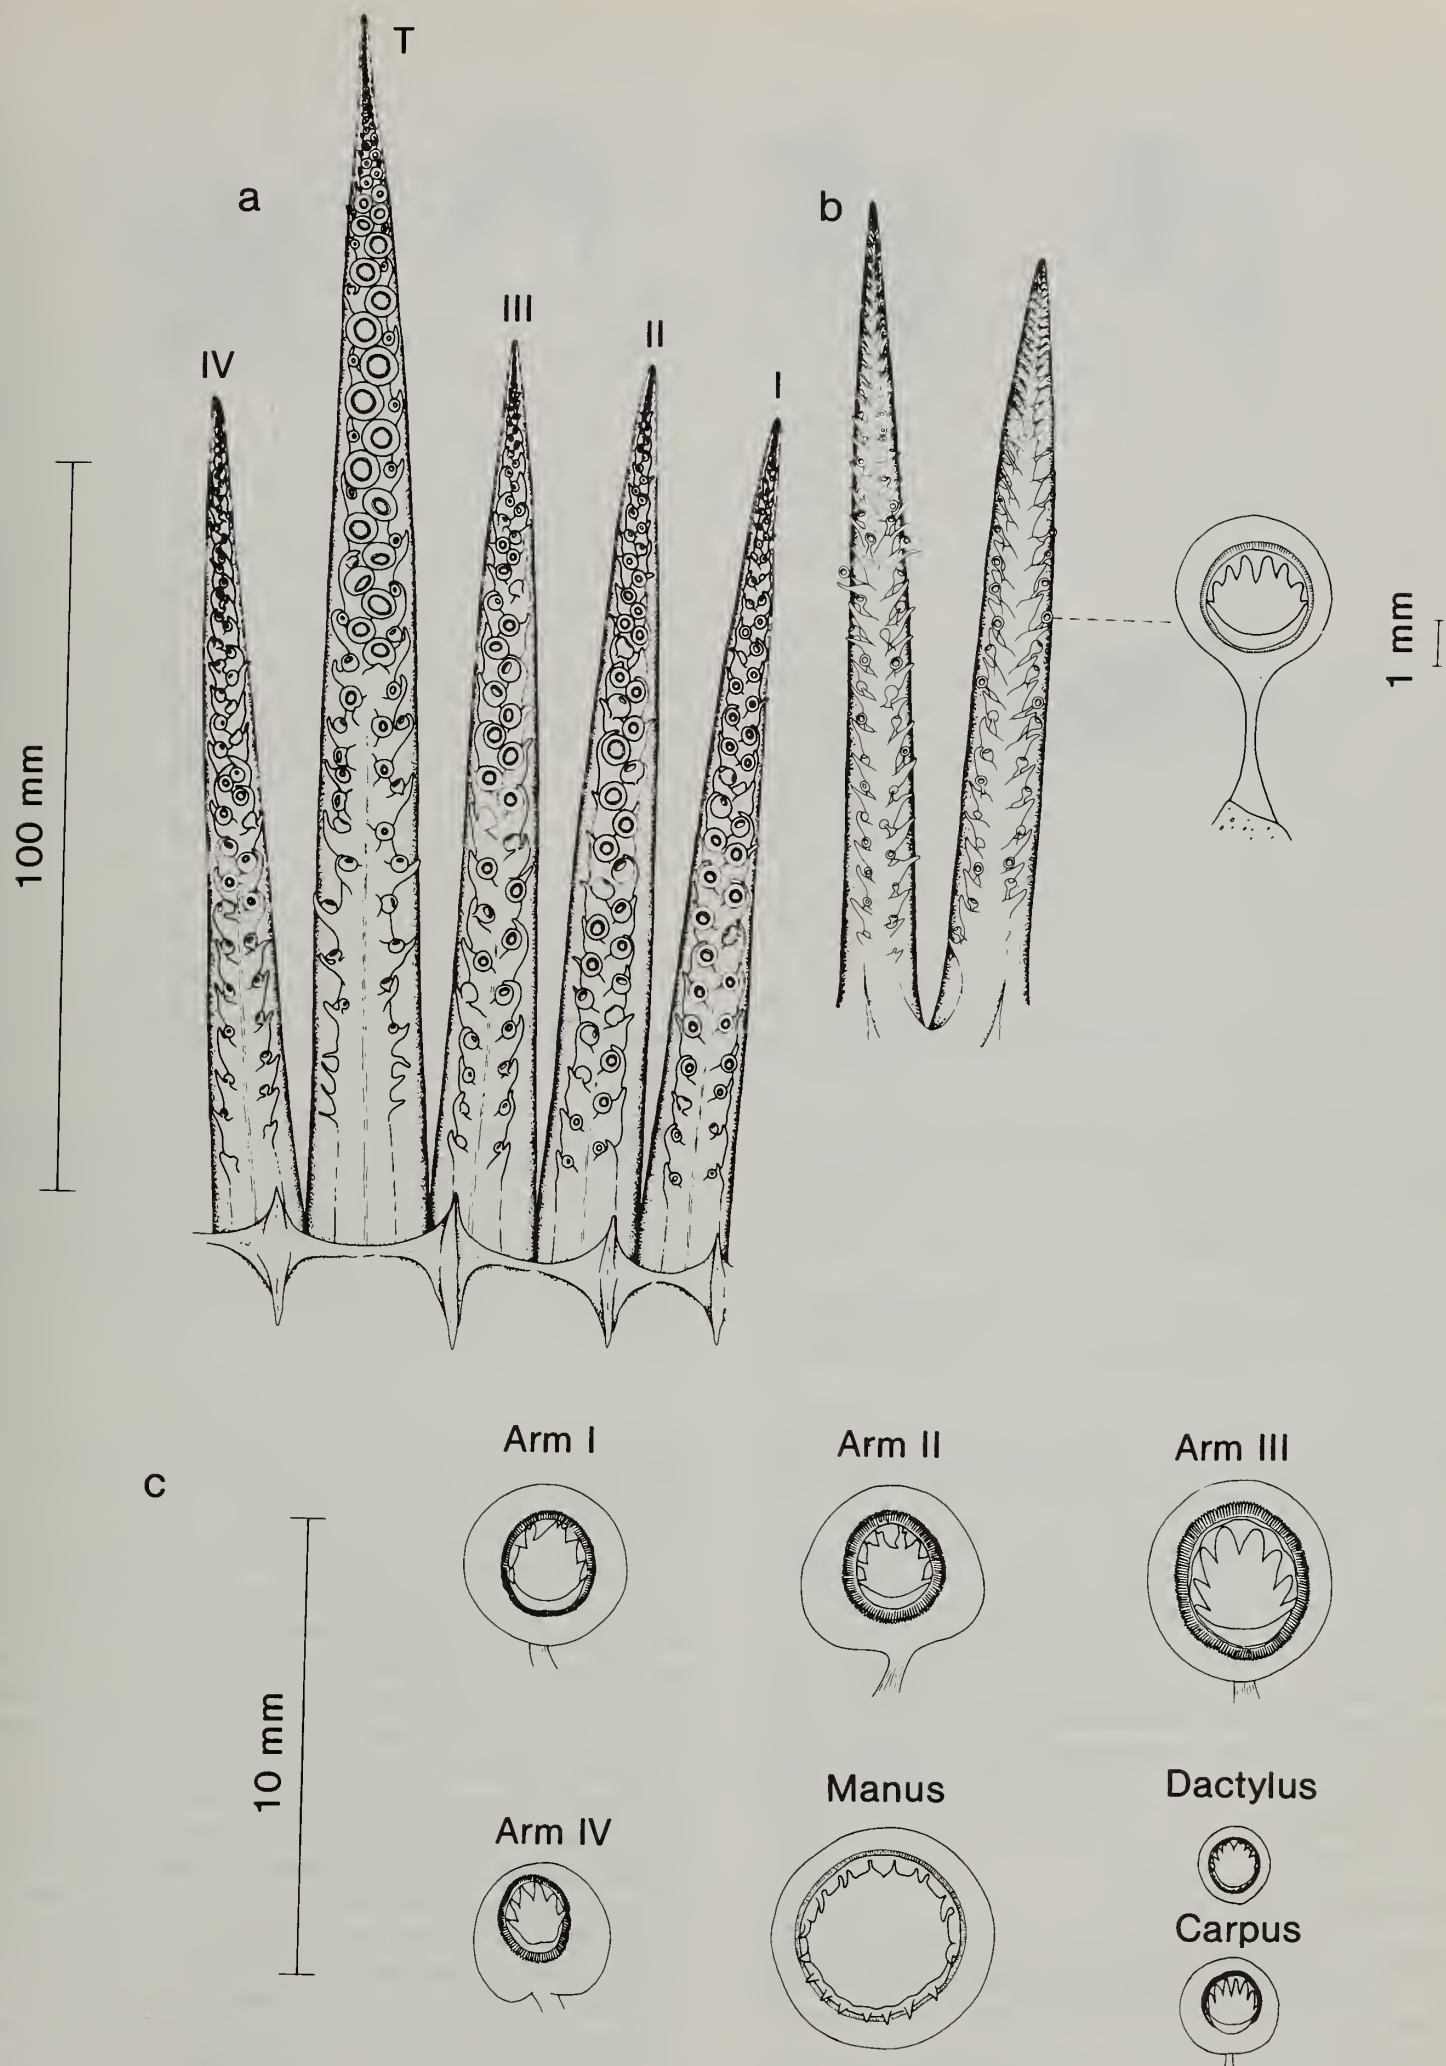 T
a
b
III
II
IV
I
100 mm
1 mm
c
Arm I
Arm II
Arm III
10 mm
Arm IV
Manus
Dactylus
Carpus